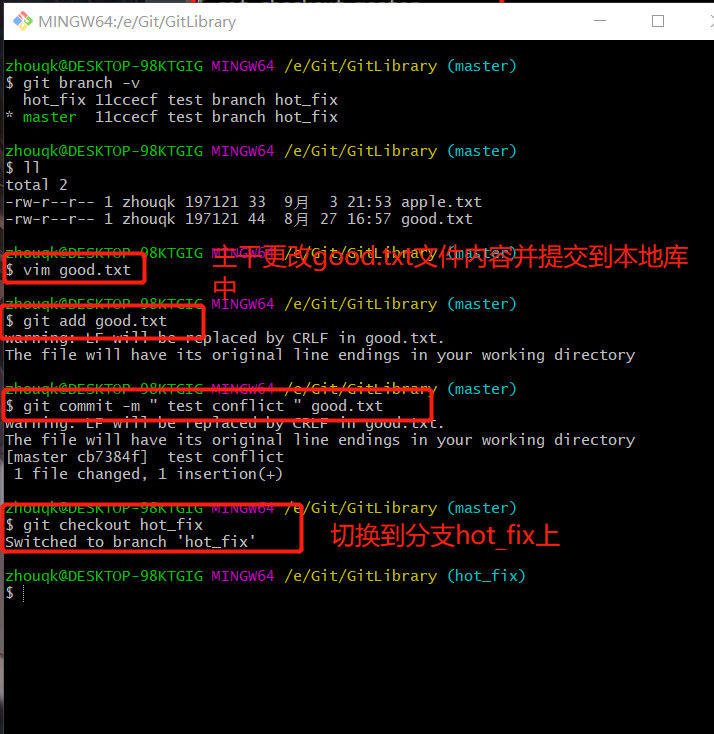 MINGW64:/e/Git/GitLibrary
zhouqk@DESKTOP-98KTGIG MINGW64 /e/Git/GitLibrary (master)
$ git branch -v
  hot_fix 11ccecf test branch hot_fix
* master  11ccecf test branch hot_fix
zhouqk@DESKTOP-98KTGIG MINGW64 /e/Git/GitLibrary (master)
$ ll
total 2
-rw-r--r-- 1 zhouqk 197121 33  9月  3 21:53 apple.txt
-rw-r--r-- 1 zhouqk 197121 44  8月 27 16:57 good.txt
zhouqk@DESKTOP-98KTGIG MINGW64 /e/Git/GitLibrary (master)
$ vim good.txt
主干更改good.txt文件内容并提交到本地库
中
zhouqk@DESKTOP-98KTGIG MINGW64 /e/Git/GitLibrary (master)
$ git add good.txt
warning: LF will be replaced by CRLF in good.txt.
The file will have its original line endings in your working directory
zhouqk@DESKTOP-98KTGIG MINGW64 /e/Git/GitLibrary (master)
$ git commit -m " test conflict " good.txt
warning: LF will be replaced by CRLF in good.txt.
The file will have its original line endings in your working directory
[master cb7384f]  test conflict
 1 file changed, 1 insertion(+)
zhouqk@DESKTOP-98KTGIG MINGW64 /e/Git/GitLibrary (master)
$ git checkout hot_fix
Switched to branch 'hot_fix'
切换到分支hot_fix上
zhouqk@DESKTOP-98KTGIG MINGW64 /e/Git/GitLibrary (hot_fix)
$